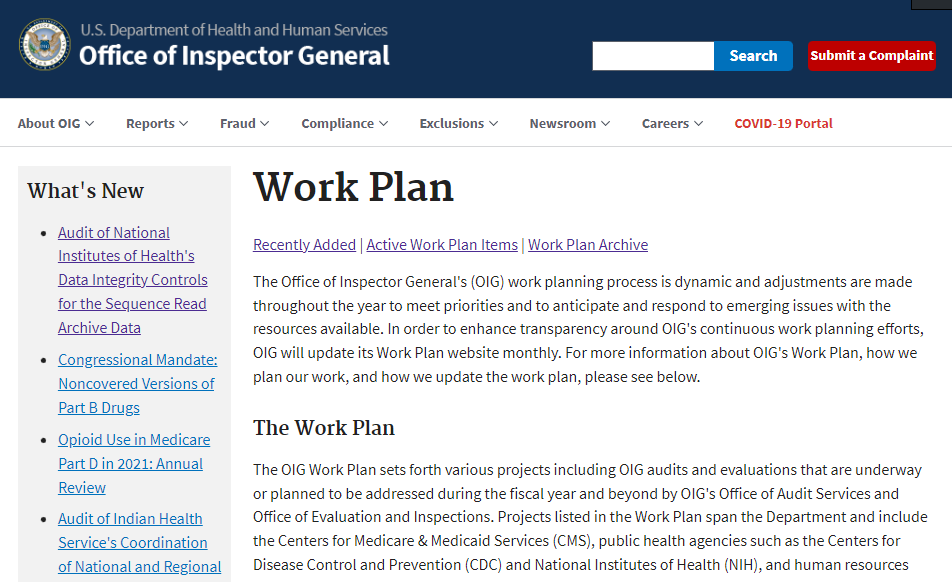 U.S. Department of Health and Human Services
Office of Inspector General
Search
Submit a Complaint
About OIG
Reports
Fraud
Compliance
Exclusions
Newsroom
Careers
COVID-19 Portal
What's New
Audit of National
Institutes of Health's
Data Integrity Controls
for the Sequence Read
Archive Data
Congressional Mandate:
Noncovered Versions of
Part B Drugs
Opioid Use in Medicare
Part D in 2021: Annual
Review
Audit of Indian Health
Service's Coordination
of National and Regional
Work Plan
Recently Added | Active Work Plan Items | Work Plan Archive
The Office of Inspector General's (OIG) work planning process is dynamic and adjustments are made
throughout the year to meet priorities and to anticipate and respond to emerging issues with the
resources available. In order to enhance transparency around OIG's continuous work planning efforts,
OIG will update its Work Plan website monthly. For more information about OIG's Work Plan, how we
plan our work, and how we update the work plan, please see below.
The Work Plan
The OIG Work Plan sets forth various projects including OIG audits and evaluations that are underway
or planned to be addressed during the fiscal year and beyond by OIG's Office of Audit Services and
Office of Evaluation and Inspections. Projects listed in the Work Plan span the Department and include
the Centers for Medicare & Medicaid Services (CMS), public health agencies such as the Centers for
Disease Control and Prevention (CDC) and National Institutes of Health (NIH), and human resources